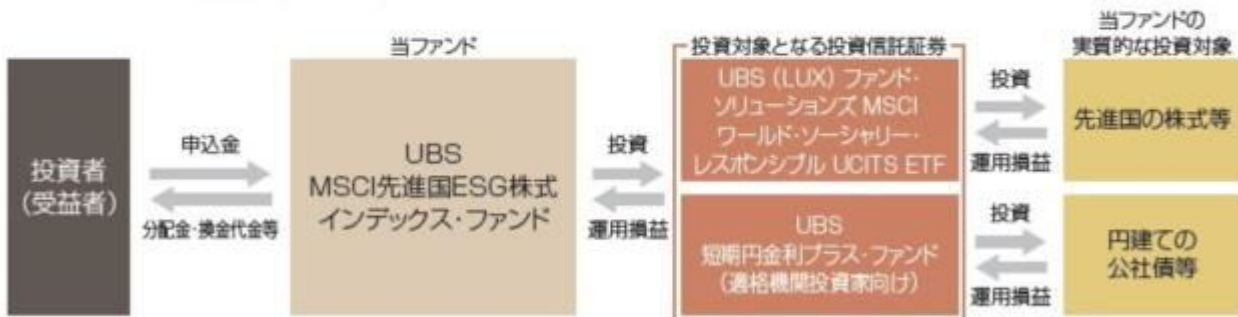 投資者
(受益者)
申込金
分配金・換金代金等
当ファンド
UBS
MSCI先進国ESG株式
インデックス・ファンド
投資
運用損益
投資対象となる投資信託証券
UBS (LUX) ファンド・
ソリューションズ MSCI
ワールド・ソーシャリー・
レスポンシブル UCITS ETF
UBS
短期円金利プラス・ファンド
(適格機関投資家向け)
投資
運用損益
投資
運用損益
当ファンドの
実質的な投資対象
先進国の株式等
円建ての
公社債等